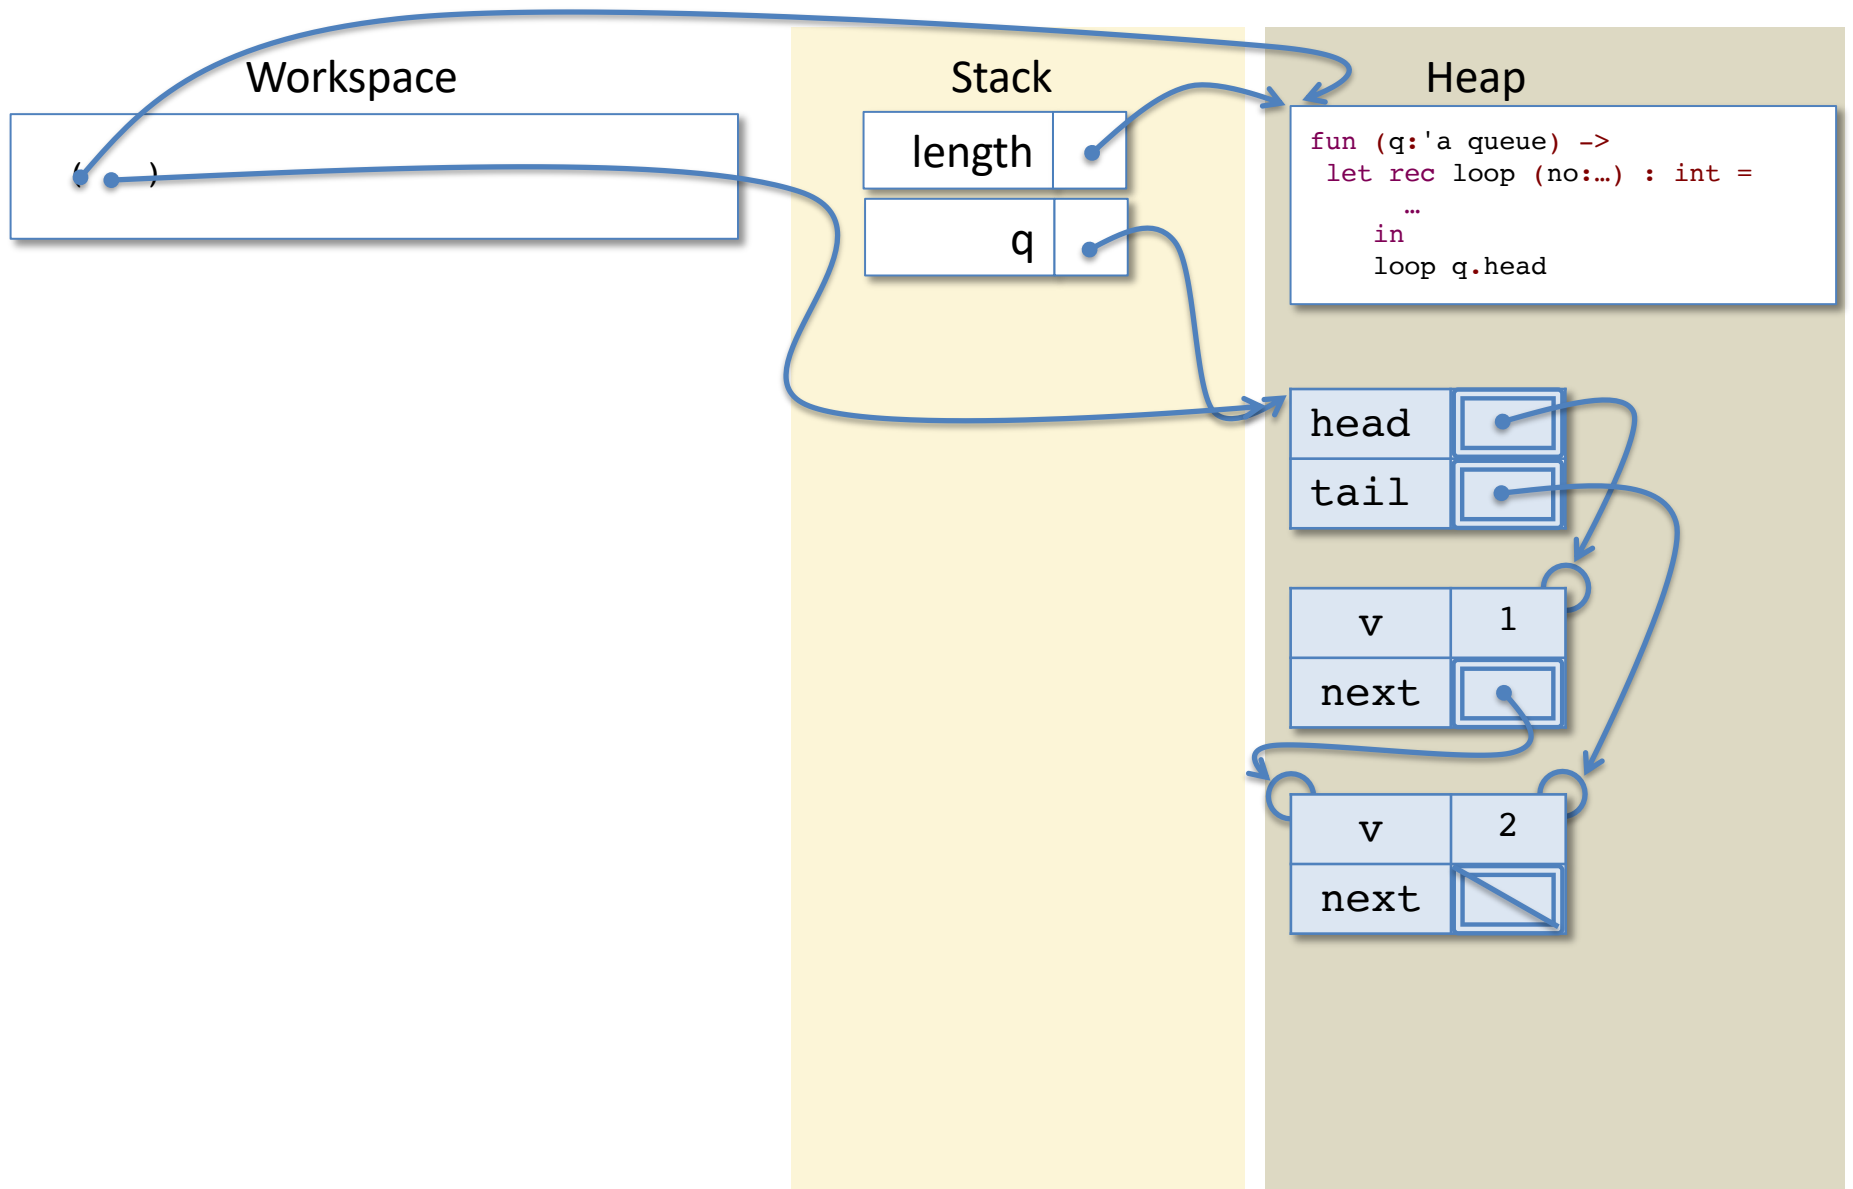 Workspace
Stack
Heap
( )
length
q
fun (q:'a queue) ->
let rec loop (no:…) : int =
…
in
loop q.head
head
tail
v 1
next
v 2
next